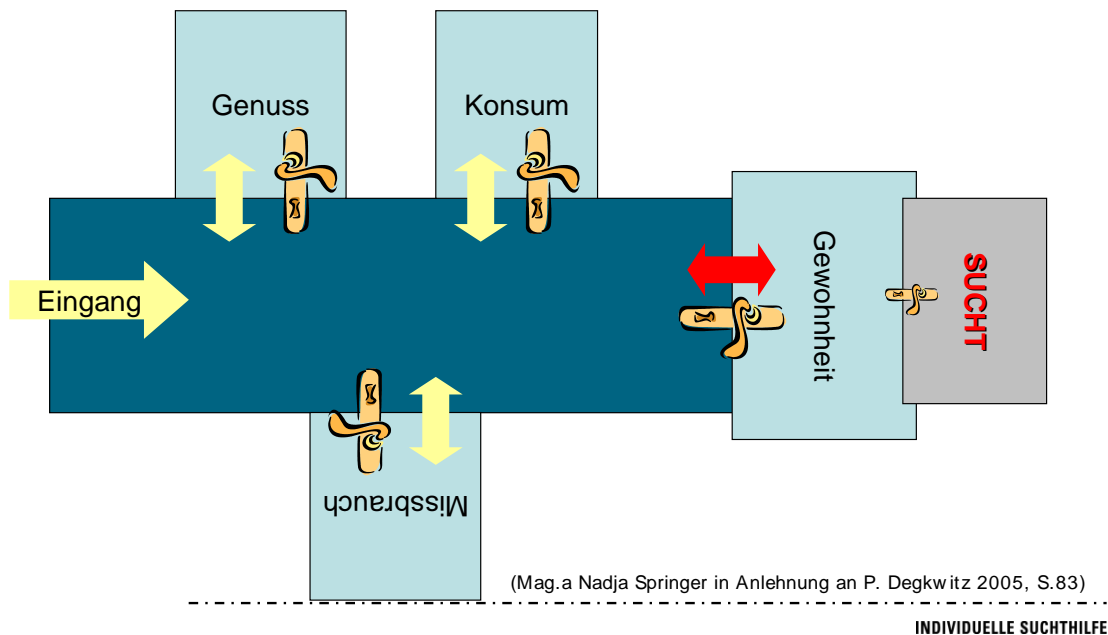 Genuss
Konsum
Eingang
Gewohnheit
SUCHT
Missbrauch
(Mag.a Nadja Springer in Anlehnung an P. Degkwitz 2005, S.83)
INDIVIDUELLE SUCHTHILFE